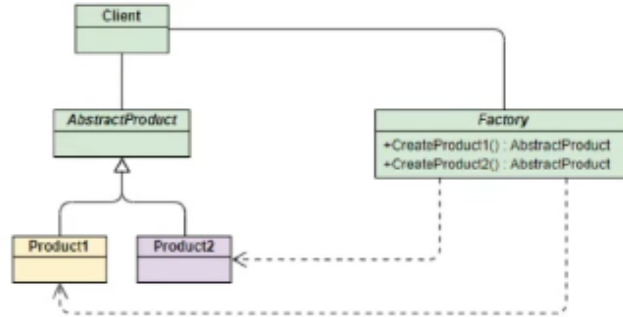 Client
AbstractProduct
Factory
+CreateProduct1() : AbstractProduct
+CreateProduct2() : AbstractProduct
Product1
Product2